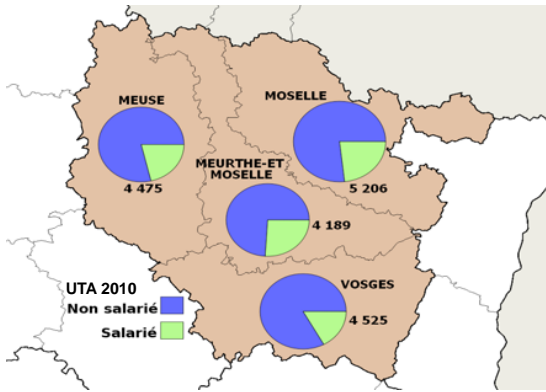 MEUSE
4 475
MOSELLE
5 206
MEURTHE-ET
MOSELLE
4 189
VOSGES
4 525
UTA 2010
Non salarié
Salarié